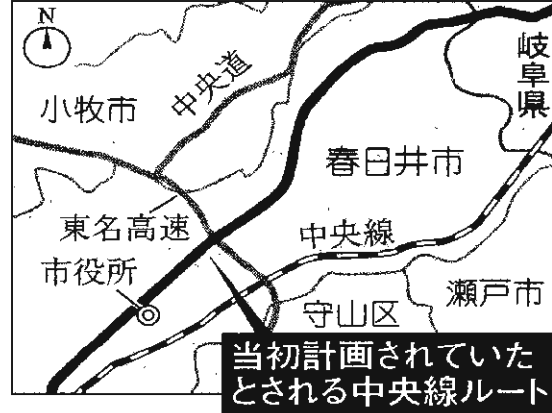 N
岐阜県
小牧市
中央道
春日井市
東名高速
中央線
市役所
瀬戸市
守山区
当初計画されていた
とされる中央線ルート